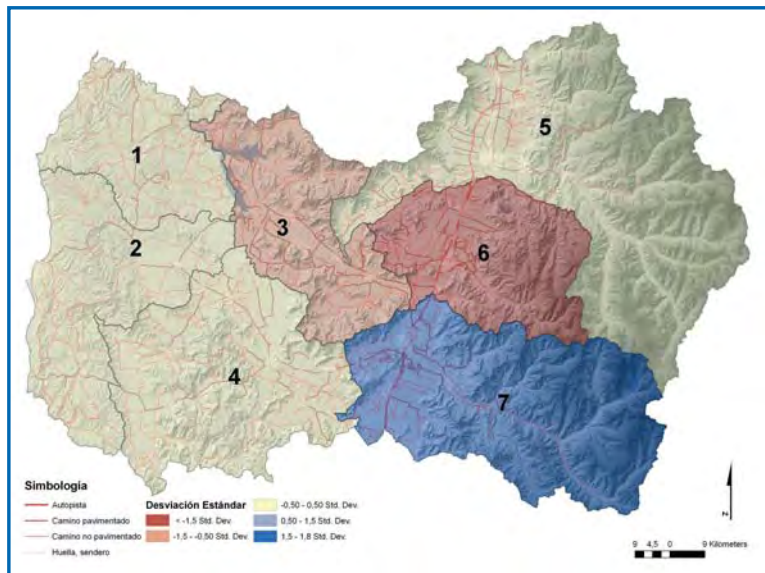 1
5
3
2
6
4
7
Simbología
Autopista
Camino pavimentado
Camino no pavimentado
Huella, sendero
Desviación Estándar
< -1,5 Std. Dev.
-1,5 - -0,50 Std. Dev.
-0,50 - 0,50 Std. Dev.
0,50 - 1,5 Std. Dev.
1,5 - 1,8 Std. Dev.
N
9 4,5 0 9 Kilometers